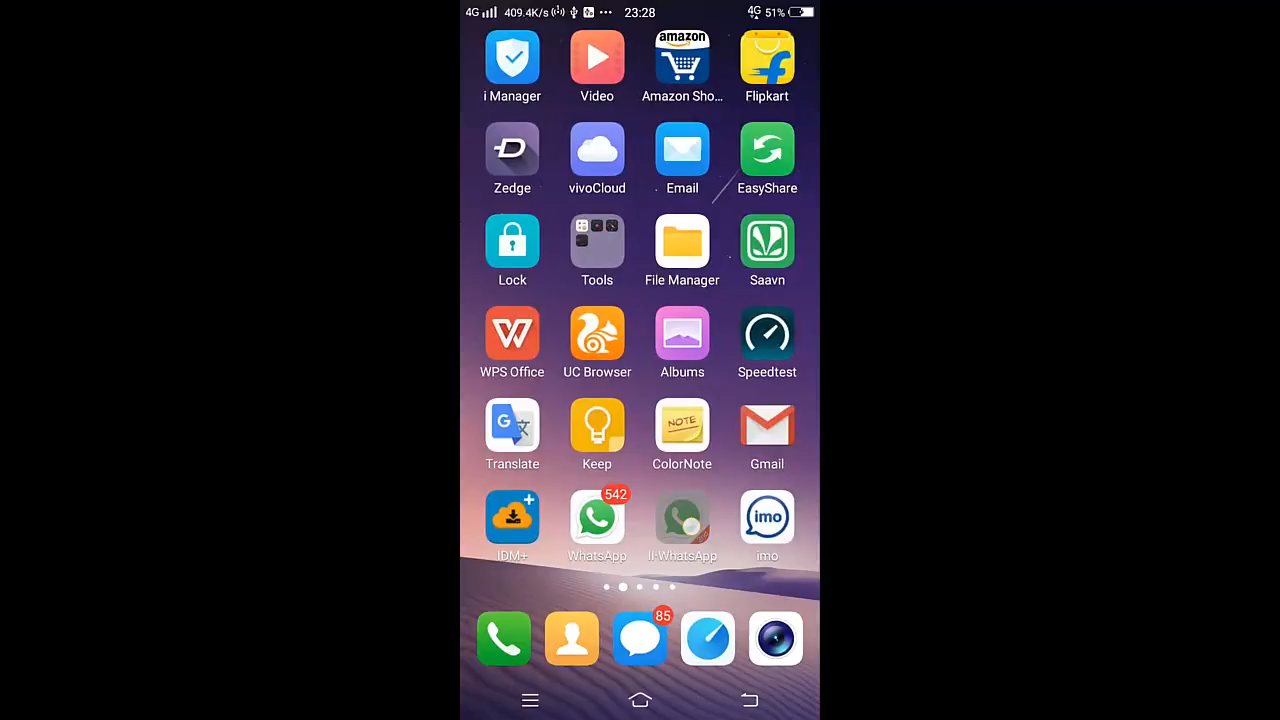 4G 409.4K/s 23:28 4G 51%
amazon
i Manager Video Amazon Sho... Flipkart
Zedge vivoCloud Email EasyShare
Lock Tools File Manager Saavn
WPS Office UC Browser Albums Speedtest
NOTE
Translate Keep ColorNote Gmail
542
imo
IDM+ WhatsApp II·WhatsApp imo
85